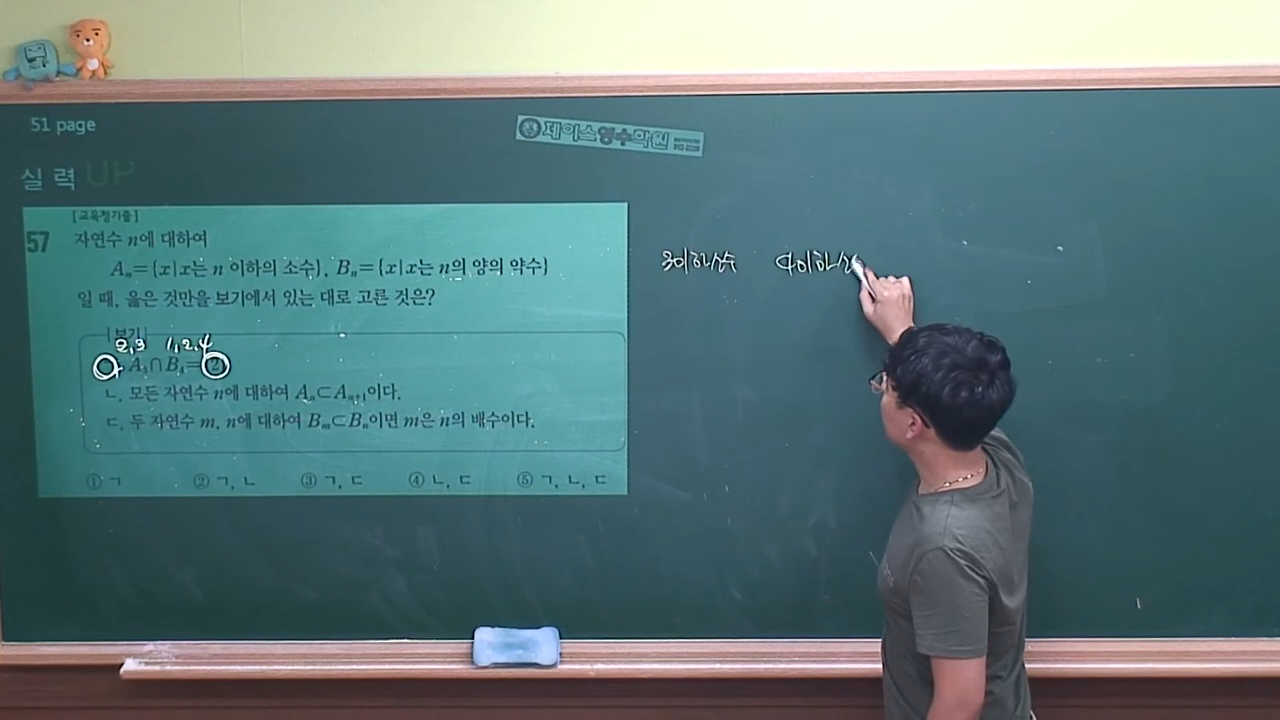 51 page
제이스영수학원
실력 UP
[교육청기출]
57 자연수 n에 대하여
Aₙ={x|x는 n 이하의 소수}, Bₙ={x|x는 n의 양의 약수}
일 때, 옳은 것만을 보기에서 있는 대로 고른 것은?
보기
2,3 1,2,4
A₃∩B₄={2}
ㄴ. 모든 자연수 n에 대하여 Aₙ⊂Aₙ₊₁이다.
ㄷ. 두 자연수 m, n에 대하여 Bₘ⊂Bₙ이면 m은 n의 배수이다.
① ㄱ ② ㄱ, ㄴ ③ ㄱ, ㄷ ④ ㄴ, ㄷ ⑤ ㄱ, ㄴ, ㄷ
3이하소수 4이하소